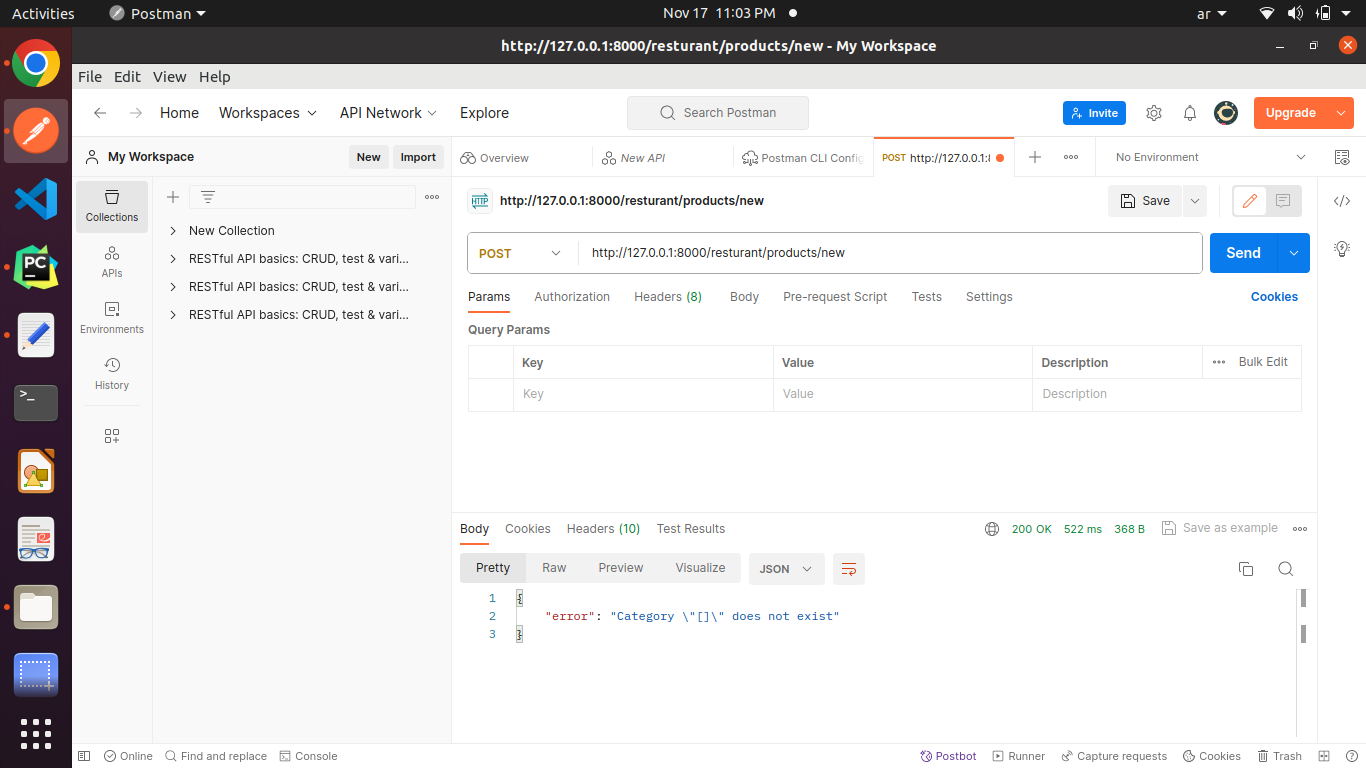 Activities Postman Nov 17 11:03 PM ar
http://127.0.0.1:8000/resturant/products/new - My Workspace
File Edit View Help
Home Workspaces API Network Explore Search Postman Invite Upgrade
My Workspace New Import Overview New API Postman CLI Config POST http://127.0.0.1: No Environment
Collections
APIs
Environments
History
New Collection
RESTful API basics: CRUD, test & vari...
RESTful API basics: CRUD, test & vari...
RESTful API basics: CRUD, test & vari...
HTTP http://127.0.0.1:8000/resturant/products/new Save
POST http://127.0.0.1:8000/resturant/products/new Send
Params Authorization Headers (8) Body Pre-request Script Tests Settings Cookies
Query Params
Key Value Description Bulk Edit
Key Value Description
Body Cookies Headers (10) Test Results 200 OK 522 ms 368 B Save as example
Pretty Raw Preview Visualize JSON
1 {
2 "error": "Category \"[]\" does not exist"
3 }
Online Find and replace Console Postbot Runner Capture requests Cookies Trash
PC
>_